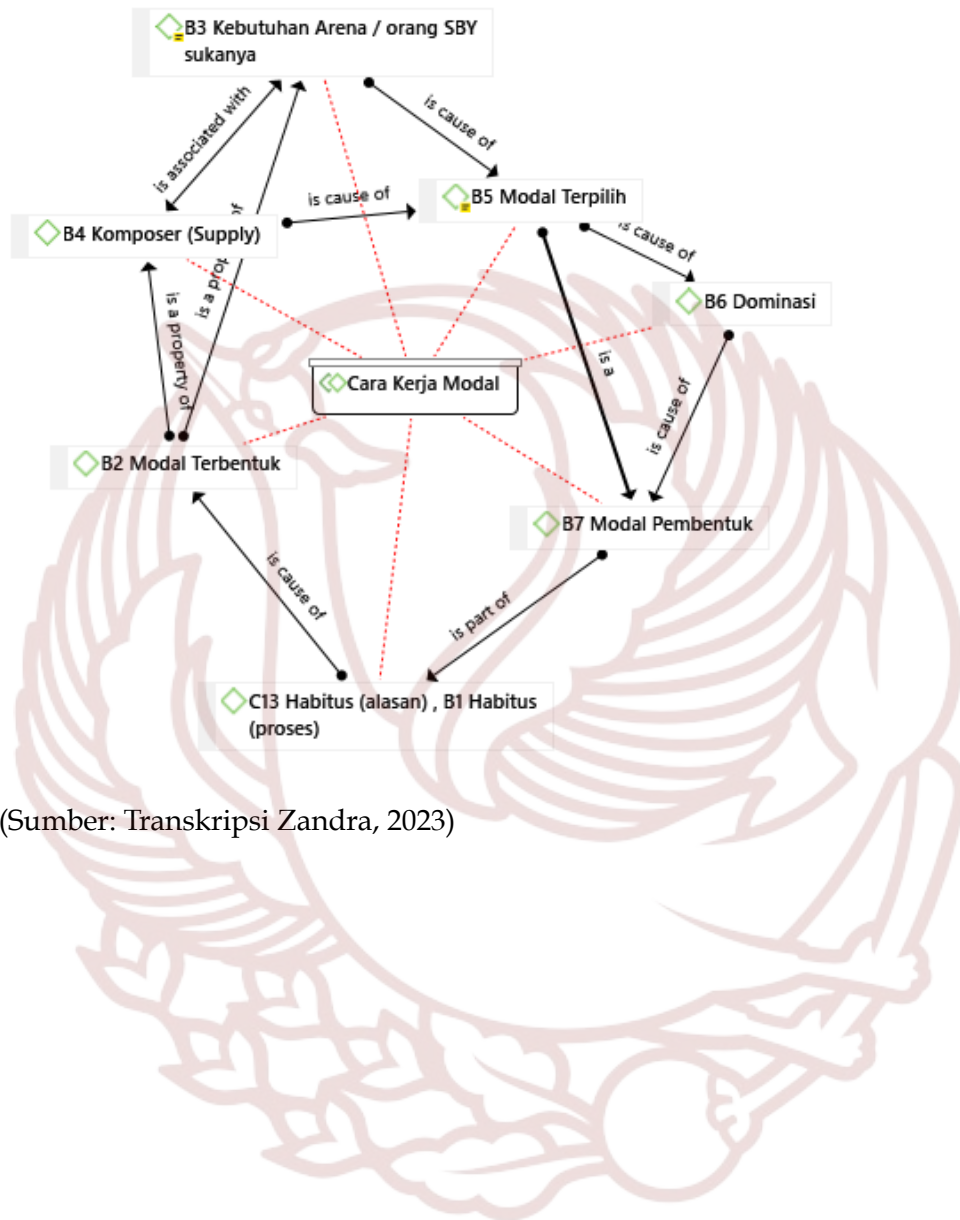 B3 Kebutuhan Arena / orang SBY
sukanya
is cause of
is associated with
B5 Modal Terpilih
is cause of
is a property of
B4 Komposer (Supply)
is cause of
B6 Dominasi
is a property of
is a
Cara Kerja Modal
is cause of
B2 Modal Terbentuk
B7 Modal Pembentuk
is cause of
is part of
C13 Habitus (alasan) , B1 Habitus
(proses)
(Sumber: Transkripsi Zandra, 2023)